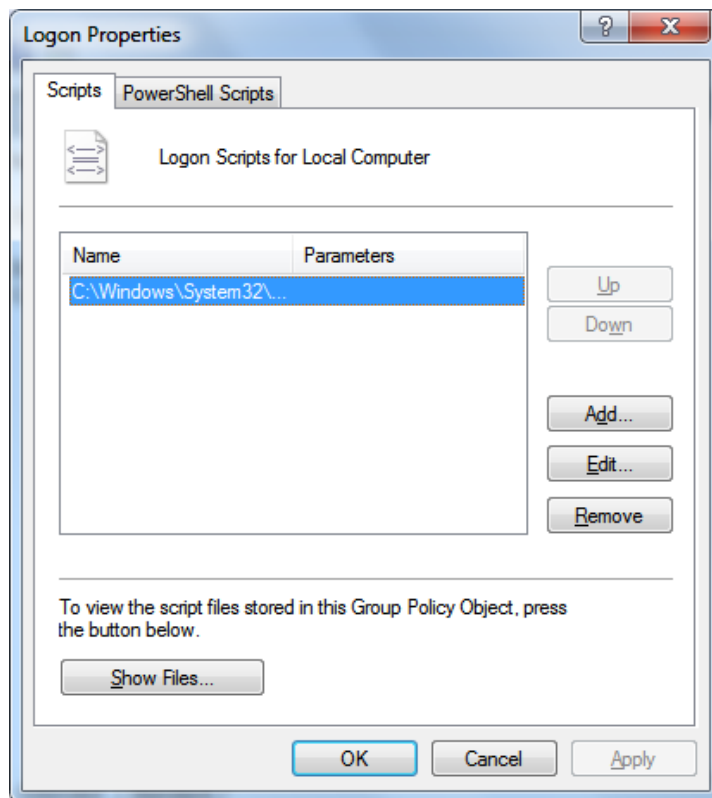 Logon Properties
Scripts
PowerShell Scripts
Logon Scripts for Local Computer
Name Parameters
C:\Windows\System32\...
Up
Down
Add...
Edit...
Remove
To view the script files stored in this Group Policy Object, press
the button below.
Show Files...
OK Cancel Apply